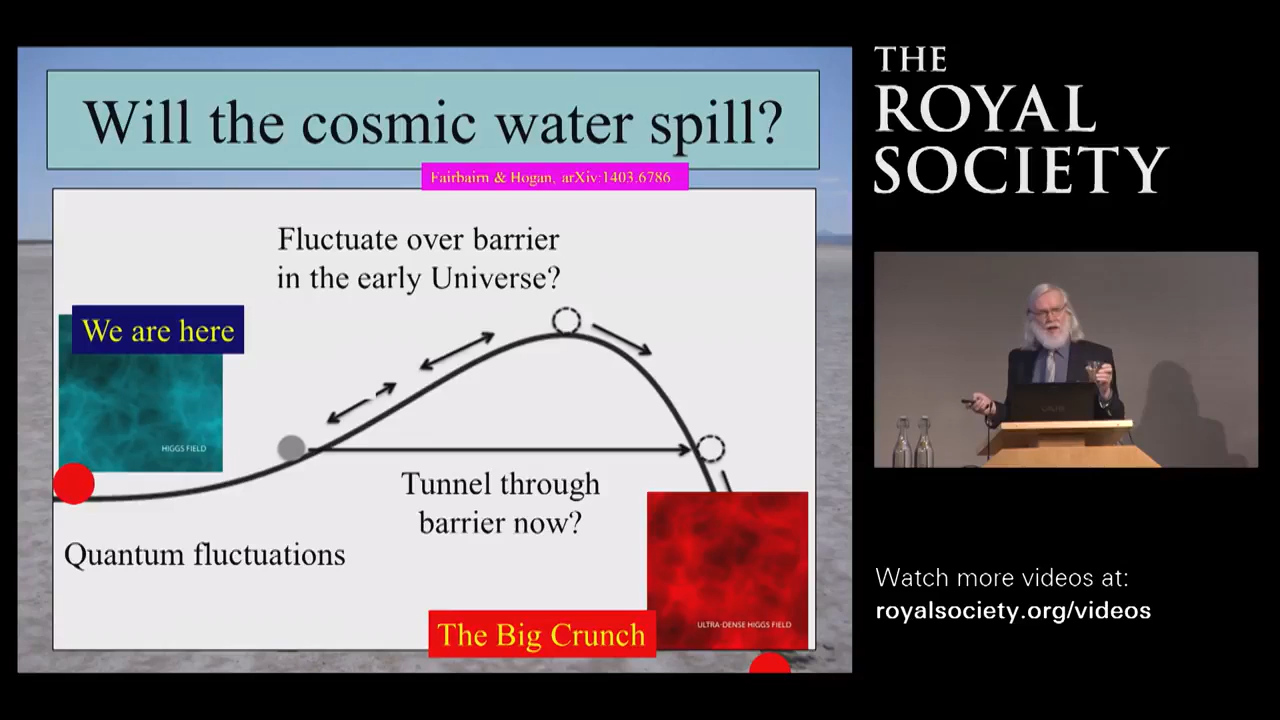 Will the cosmic water spill?
Fairbairn & Hogan, arXiv:1403.6786
Fluctuate over barrier
in the early Universe?
We are here
HIGGS FIELD
Tunnel through
barrier now?
Quantum fluctuations
ULTRA-DENSE HIGGS FIELD
The Big Crunch
THE
ROYAL
SOCIETY
Watch more videos at:
royalsociety.org/videos